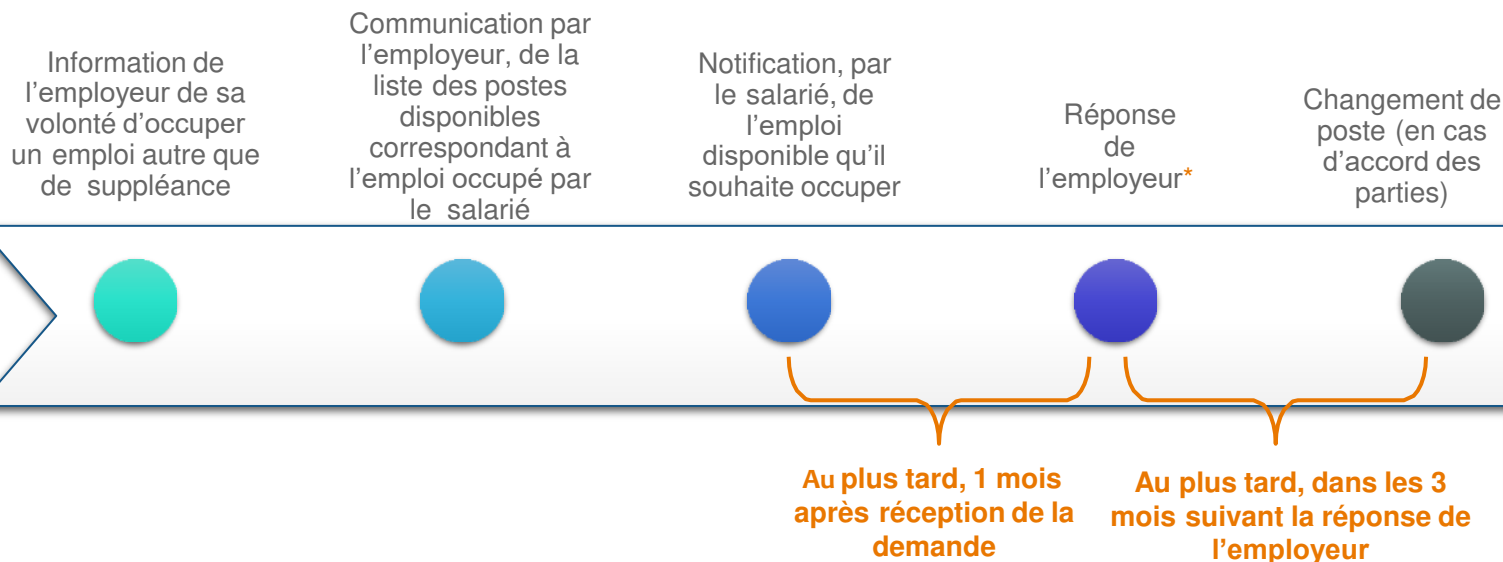 Information de
l’employeur de sa
volonté d’occuper
un emploi autre que
de suppléance
Communication par
l’employeur, de la
liste des postes
disponibles
correspondant à
l’emploi occupé par
le salarié
Notification, par
le salarié, de
l’emploi
disponible qu’il
souhaite occuper
Réponse
de
l’employeur*
Changement de
poste (en cas
d’accord des
parties)
Au plus tard, 1 mois
après réception de la
demande
Au plus tard, dans les 3
mois suivant la réponse de
l’employeur